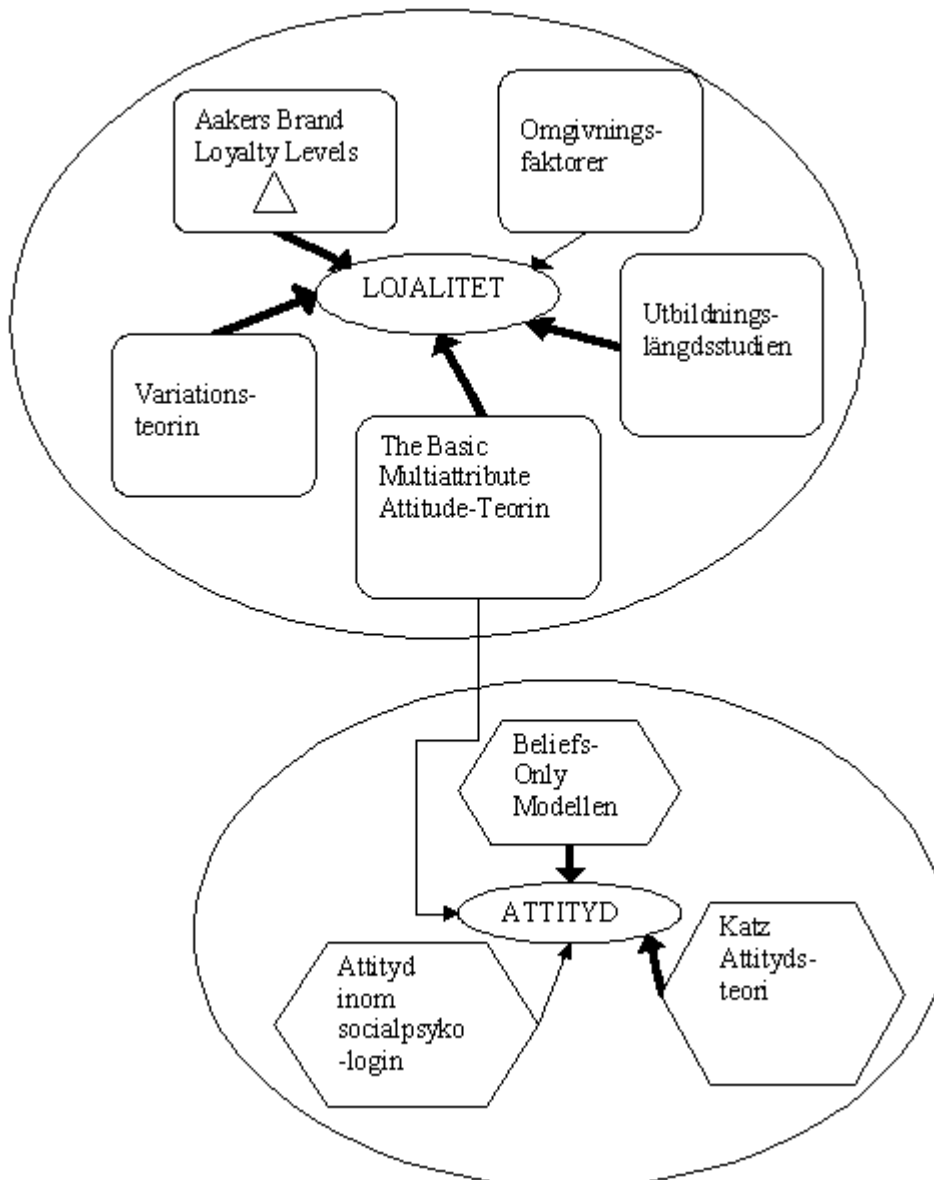 Aakers Brand
Loyalty Levels
Omgivnings-
faktorer
LOJALITET
Utbildnings-
längdsstudien
Variations-
teorin
The Basic
Multiattribute
Attitude-Teorin
Beliefs-
Only
Modellen
ATTITYD
Attityd
inom
socialpsyko
-login
Katz
Attityds-
teori